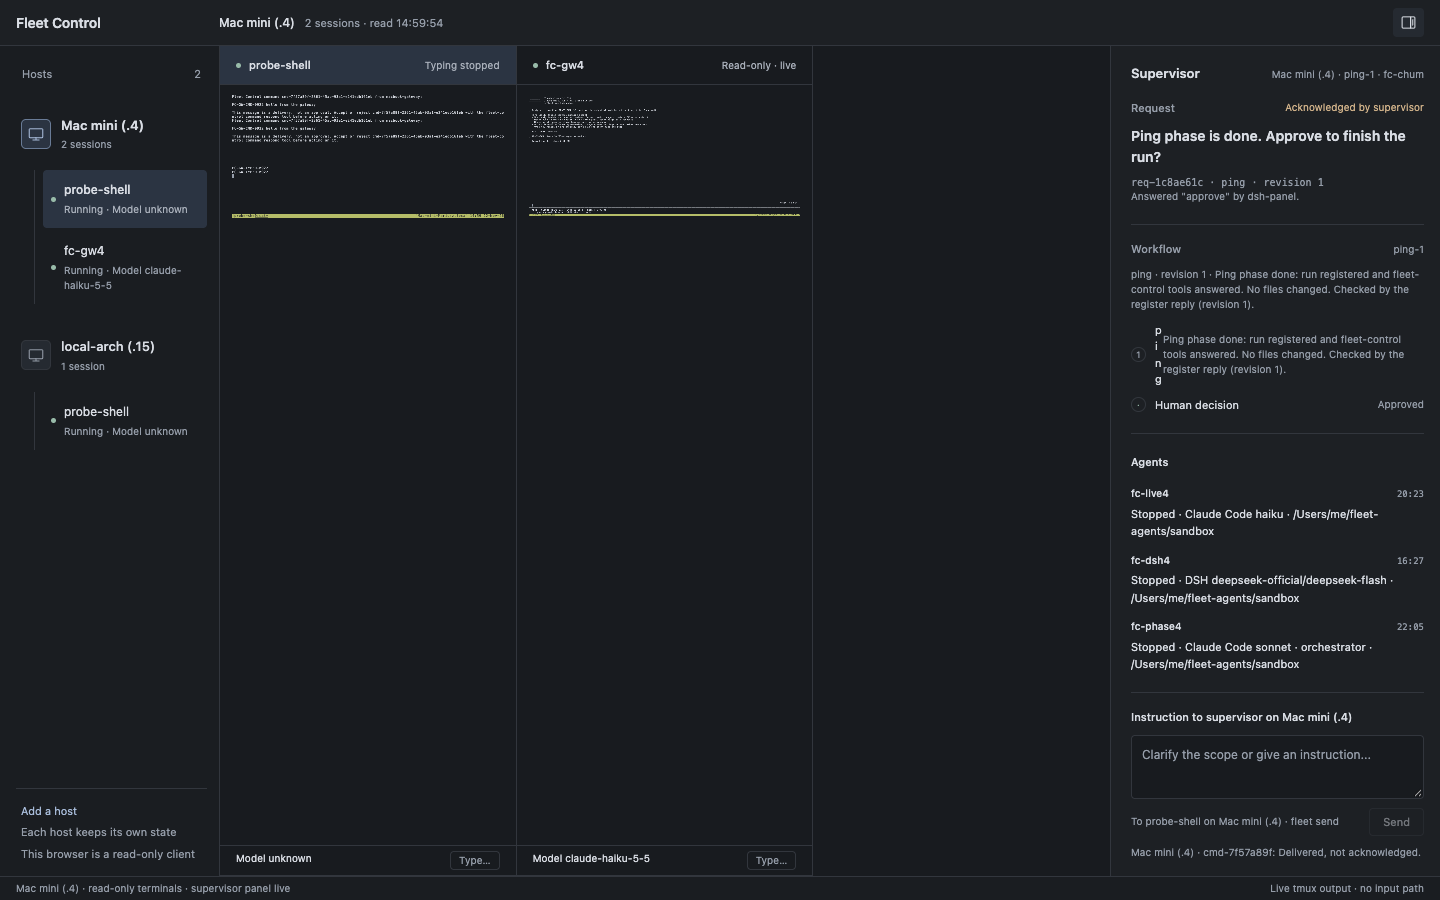 Fleet Control
Mac mini (.4) 2 sessions · read 14:59:54
Hosts 2
Mac mini (.4)
2 sessions
probe-shell
Running · Model unknown
fc-gw4
Running · Model claude-
haiku-5-5
local-arch (.15)
1 session
probe-shell
Running · Model unknown
Add a host
Each host keeps its own state
This browser is a read-only client
probe-shell Typing stopped
Model unknown Type...
fc-gw4 Read-only · live
Model claude-haiku-5-5 Type...
Supervisor Mac mini (.4) · ping-1 · fc-chum
Request Acknowledged by supervisor
Ping phase is done. Approve to finish the
run?
req-1c8ae61c · ping · revision 1
Answered "approve" by dsh-panel.
Workflow ping-1
ping · revision 1 · Ping phase done: run registered and fleet-
control tools answered. No files changed. Checked by the
register reply (revision 1).
1 ping
Ping phase done: run registered and fleet-control
tools answered. No files changed. Checked by the
register reply (revision 1).
· Human decision Approved
Agents
fc-live4 20:23
Stopped · Claude Code haiku · /Users/me/fleet-
agents/sandbox
fc-dsh4 16:27
Stopped · DSH deepseek-official/deepseek-flash ·
/Users/me/fleet-agents/sandbox
fc-phase4 22:05
Stopped · Claude Code sonnet · orchestrator ·
/Users/me/fleet-agents/sandbox
Instruction to supervisor on Mac mini (.4)
Clarify the scope or give an instruction...
To probe-shell on Mac mini (.4) · fleet send Send
Mac mini (.4) · cmd-7f57a89f: Delivered, not acknowledged.
Mac mini (.4) · read-only terminals · supervisor panel live
Live tmux output · no input path